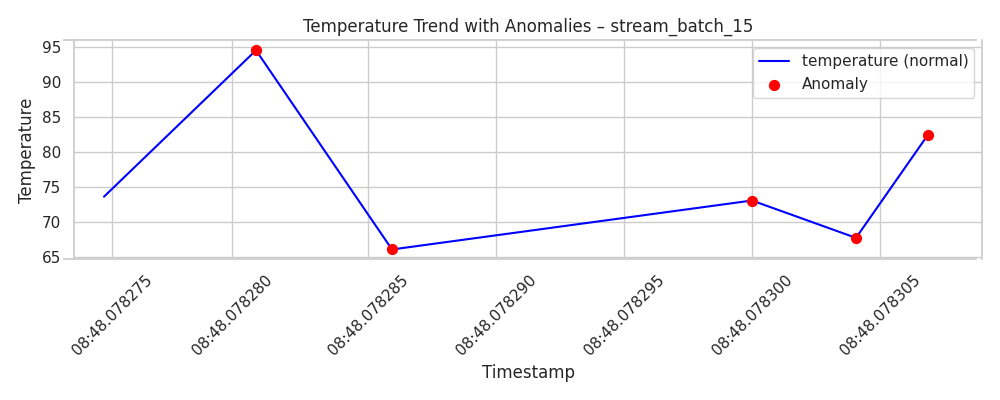 Temperature Trend with Anomalies – stream_batch_15
temperature (normal)
Anomaly
Temperature
95
90
85
80
75
70
65
08:48.078275
08:48.078280
08:48.078285
08:48.078290
08:48.078295
08:48.078300
08:48.078305
Timestamp